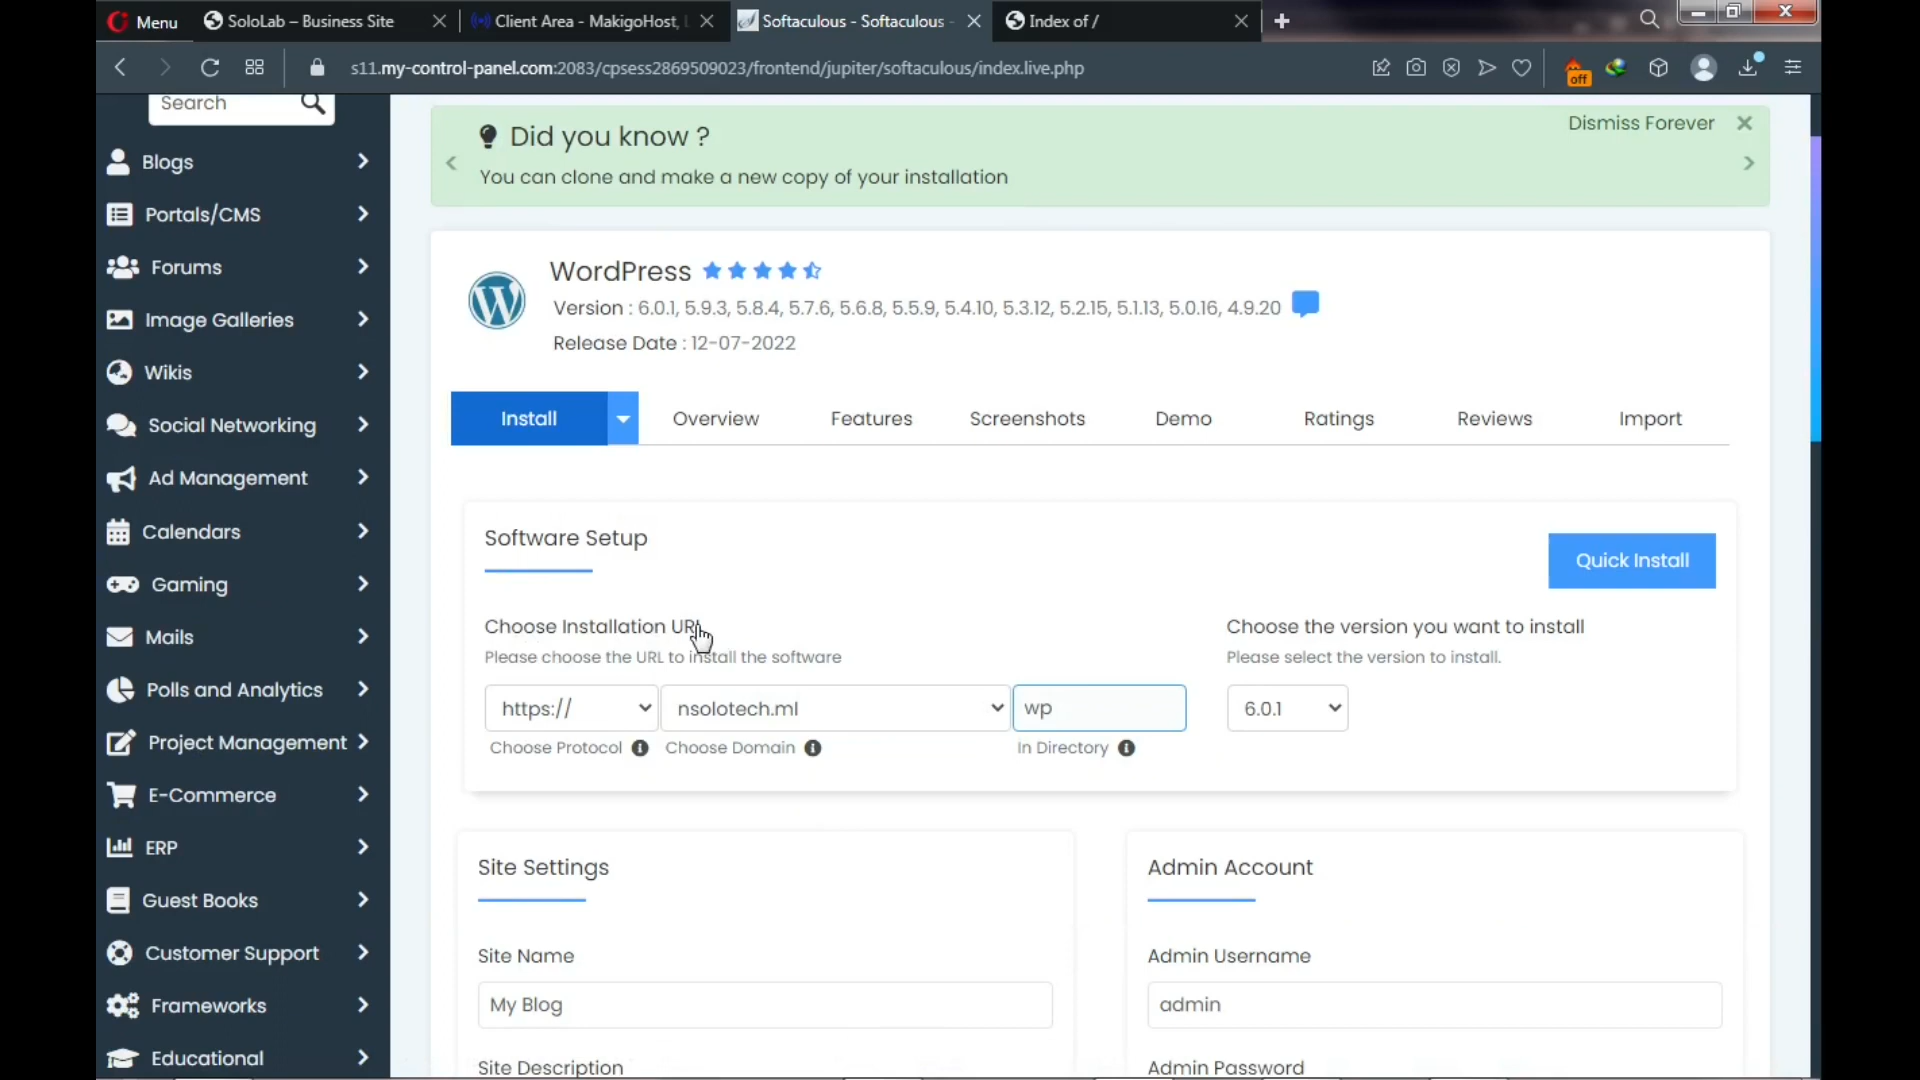 Menu
SoloLab – Business Site
Client Area - MakigoHost,
Softaculous - Softaculous -
Index of /
s11.my-control-panel.com:2083/cpsess2869509023/frontend/jupiter/softaculous/index.live.php
off
Search
Blogs
Portals/CMS
Forums
Image Galleries
Wikis
Social Networking
Ad Management
Calendars
Gaming
Mails
Polls and Analytics
Project Management
E-Commerce
ERP
Guest Books
Customer Support
Frameworks
Educational
Did you know ?
Dismiss Forever
You can clone and make a new copy of your installation
WordPress
Version : 6.0.1, 5.9.3, 5.8.4, 5.7.6, 5.6.8, 5.5.9, 5.4.10, 5.3.12, 5.2.15, 5.1.13, 5.0.16, 4.9.20
Release Date : 12-07-2022
Install
Overview
Features
Screenshots
Demo
Ratings
Reviews
Import
Software Setup
Quick Install
Choose Installation URL
Please choose the URL to install the software
https://
nsolotech.ml
wp
Choose Protocol
Choose Domain
In Directory
Choose the version you want to install
Please select the version to install.
6.0.1
Site Settings
Site Name
My Blog
Site Description
Admin Account
Admin Username
admin
Admin Password